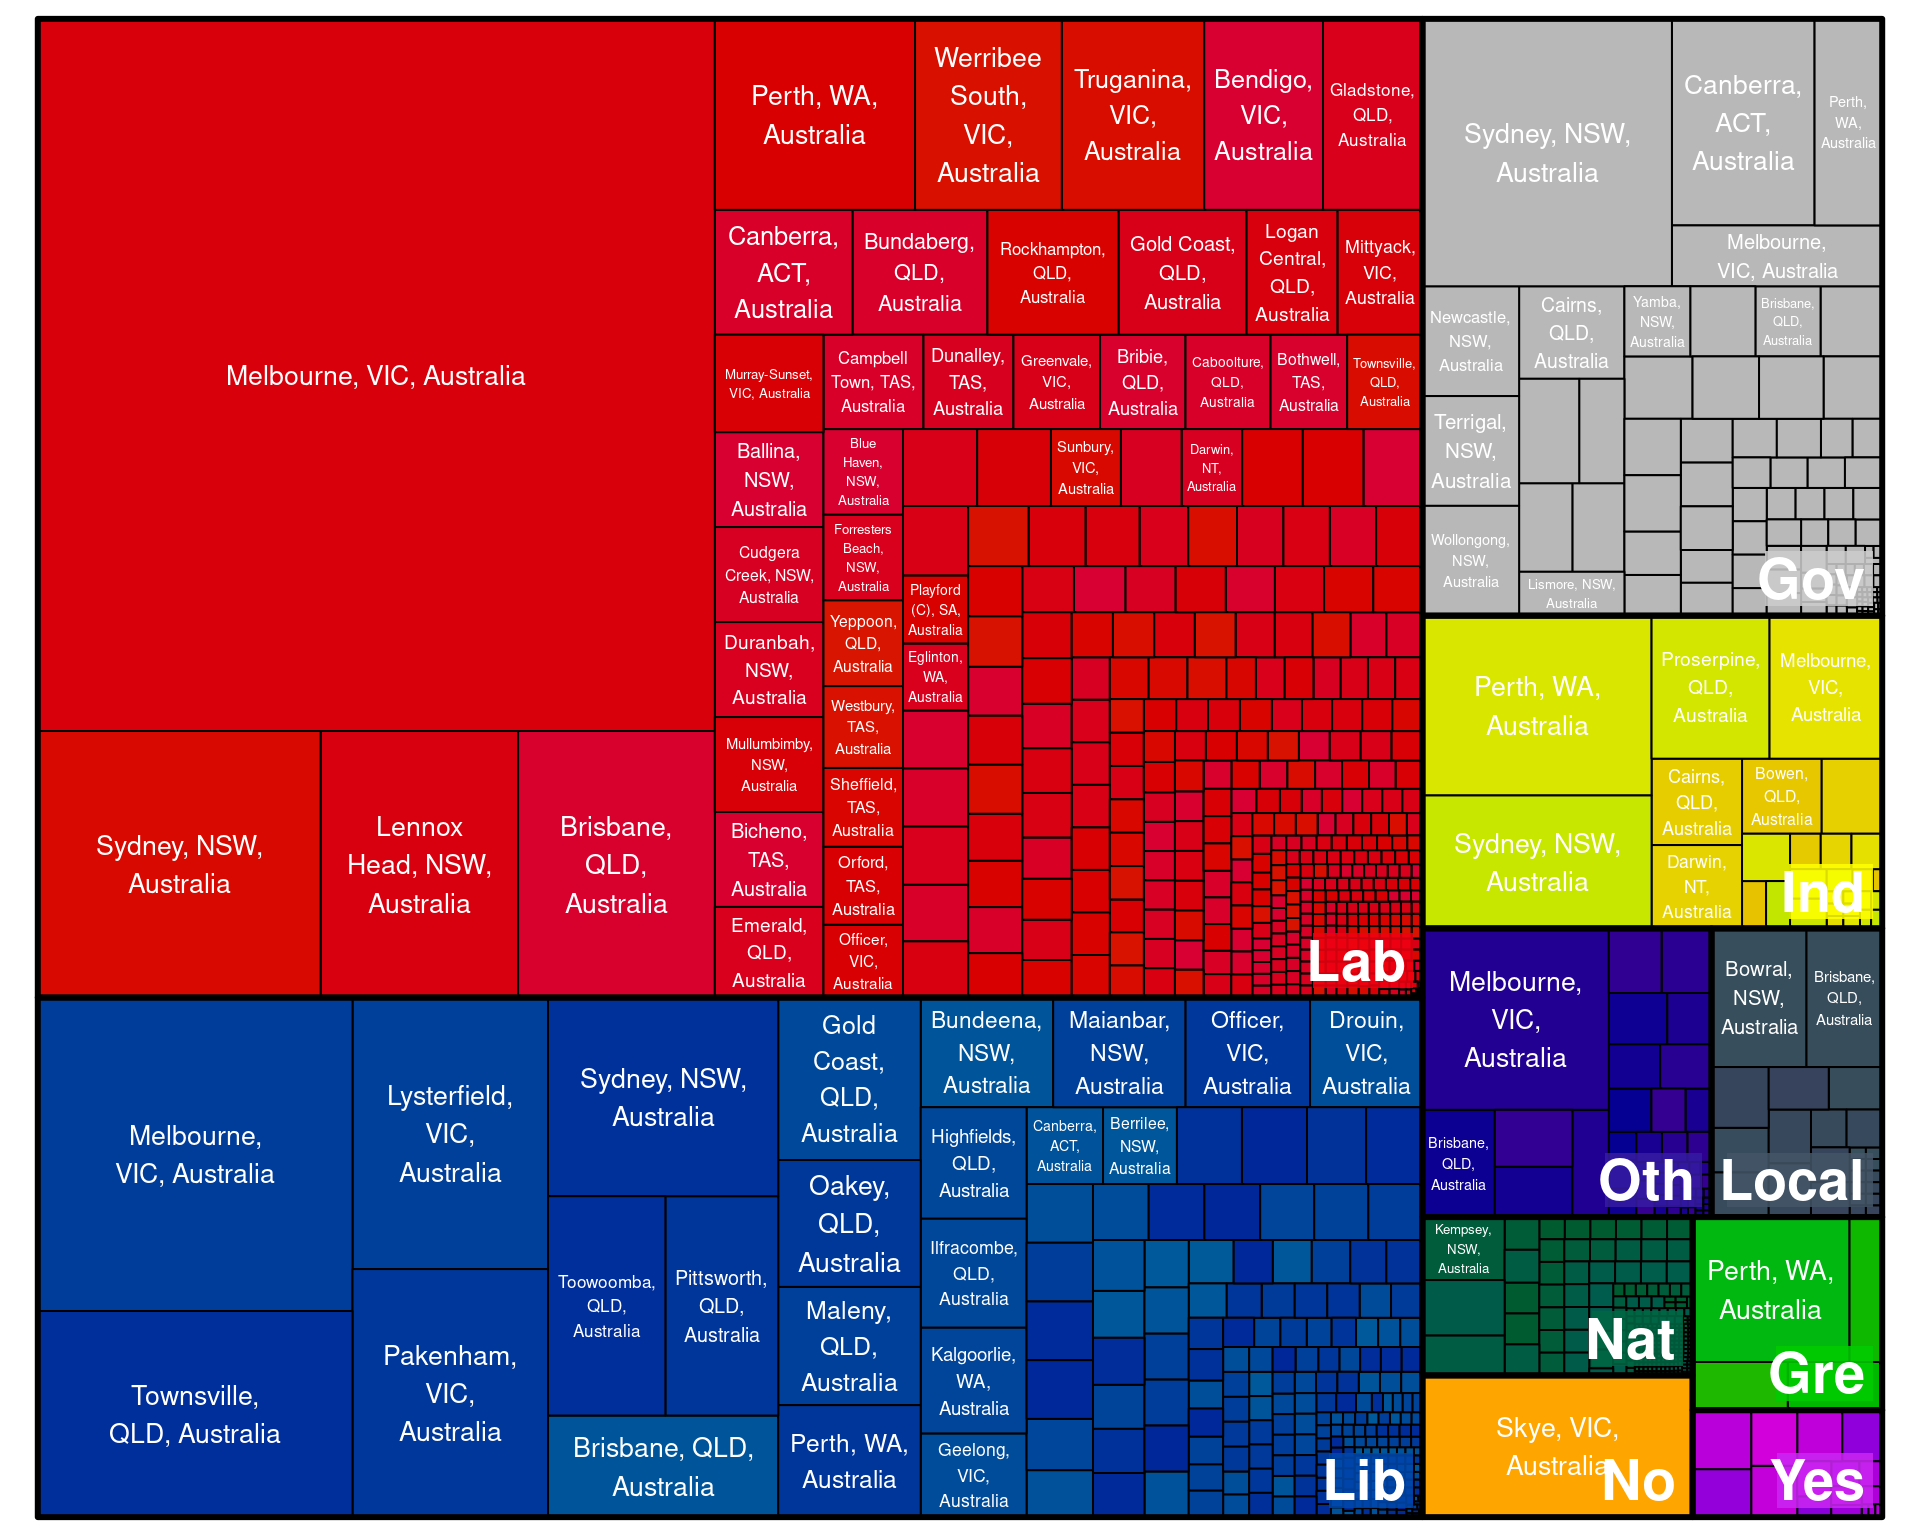 Melbourne, VIC, Australia
Sydney, NSW,
Australia
Lennox
Head, NSW,
Australia
Brisbane,
QLD,
Australia
Perth, WA,
Australia
Werribee
South,
VIC,
Australia
Truganina,
VIC,
Australia
Bendigo,
VIC,
Australia
Gladstone,
QLD,
Australia
Canberra,
ACT,
Australia
Bundaberg,
QLD,
Australia
Rockhampton,
QLD,
Australia
Gold Coast,
QLD,
Australia
Logan
Central,
QLD,
Australia
Mittyack,
VIC,
Australia
Murray-Sunset,
VIC, Australia
Campbell
Town, TAS,
Australia
Dunalley,
TAS,
Australia
Greenvale,
VIC,
Australia
Bribie,
QLD,
Australia
Caboolture,
QLD,
Australia
Bothwell,
TAS,
Australia
Townsville,
QLD,
Australia
Ballina,
NSW,
Australia
Cudgera
Creek, NSW,
Australia
Duranbah,
NSW,
Australia
Mullumbimby,
NSW,
Australia
Bicheno,
TAS,
Australia
Emerald,
QLD,
Australia
Blue
Haven,
NSW,
Australia
Forresters
Beach,
NSW,
Australia
Yeppoon,
QLD,
Australia
Westbury,
TAS,
Australia
Sheffield,
TAS,
Australia
Orford,
TAS,
Australia
Officer,
VIC,
Australia
Sunbury,
VIC,
Australia
Darwin,
NT,
Australia
Playford
(C), SA,
Australia
Eglinton,
WA,
Australia
Lab
Melbourne,
VIC, Australia
Townsville,
QLD, Australia
Lysterfield,
VIC,
Australia
Pakenham,
VIC,
Australia
Sydney, NSW,
Australia
Toowoomba,
QLD,
Australia
Pittsworth,
QLD,
Australia
Brisbane, QLD,
Australia
Gold
Coast,
QLD,
Australia
Oakey,
QLD,
Australia
Maleny,
QLD,
Australia
Perth, WA,
Australia
Bundeena,
NSW,
Australia
Maianbar,
NSW,
Australia
Officer,
VIC,
Australia
Drouin,
VIC,
Australia
Highfields,
QLD,
Australia
Ilfracombe,
QLD,
Australia
Kalgoorlie,
WA,
Australia
Geelong,
VIC,
Australia
Canberra,
ACT,
Australia
Berrilee,
NSW,
Australia
Lib
Sydney, NSW,
Australia
Canberra,
ACT,
Australia
Perth,
WA,
Australia
Melbourne,
VIC, Australia
Newcastle,
NSW,
Australia
Terrigal,
NSW,
Australia
Wollongong,
NSW,
Australia
Cairns,
QLD,
Australia
Lismore, NSW,
Australia
Yamba,
NSW,
Australia
Brisbane,
QLD,
Australia
Gov
Perth, WA,
Australia
Sydney, NSW,
Australia
Proserpine,
QLD,
Australia
Melbourne,
VIC,
Australia
Cairns,
QLD,
Australia
Darwin,
NT,
Australia
Bowen,
QLD,
Australia
Ind
Melbourne,
VIC,
Australia
Brisbane,
QLD,
Australia
Oth
Bowral,
NSW,
Australia
Brisbane,
QLD,
Australia
Local
Kempsey,
NSW,
Australia
Nat
Perth, WA,
Australia
Gre
Skye, VIC,
Australia
No
Yes